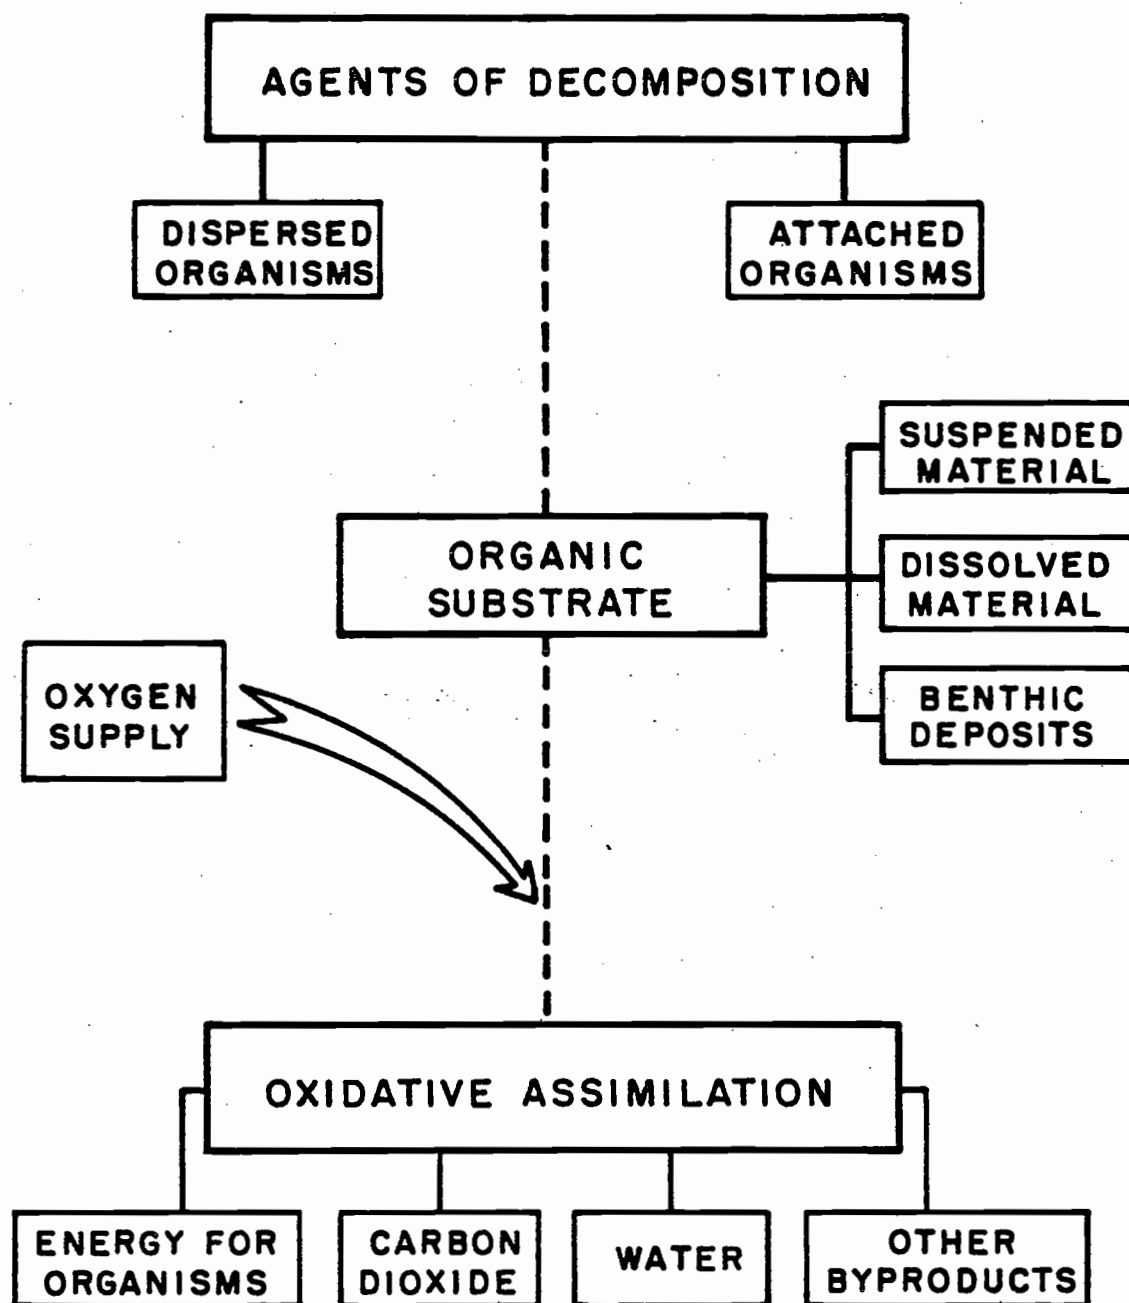 AGENTS OF DECOMPOSITION
DISPERSED
ORGANISMS
ATTACHED
ORGANISMS
SUSPENDED
MATERIAL
ORGANIC
SUBSTRATE
DISSOLVED
MATERIAL
BENTHIC
DEPOSITS
OXYGEN
SUPPLY
OXIDATIVE ASSIMILATION
ENERGY FOR
ORGANISMS
CARBON
DIOXIDE
WATER
OTHER
BYPRODUCTS